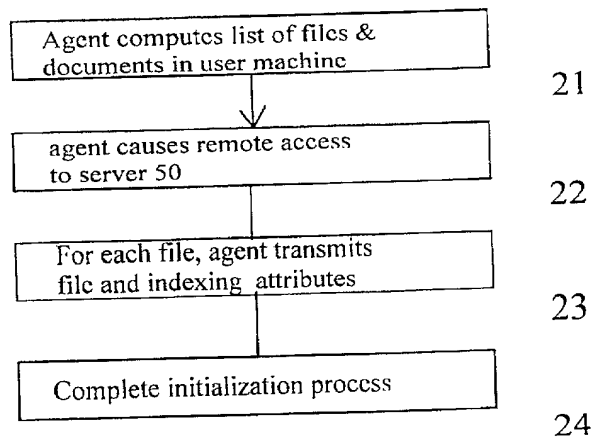 Agent computes list of files &
documents in user machine
21
agent causes remote access
to server 50
22
For each file, agent transmits
file and indexing attributes
23
Complete initialization process
24